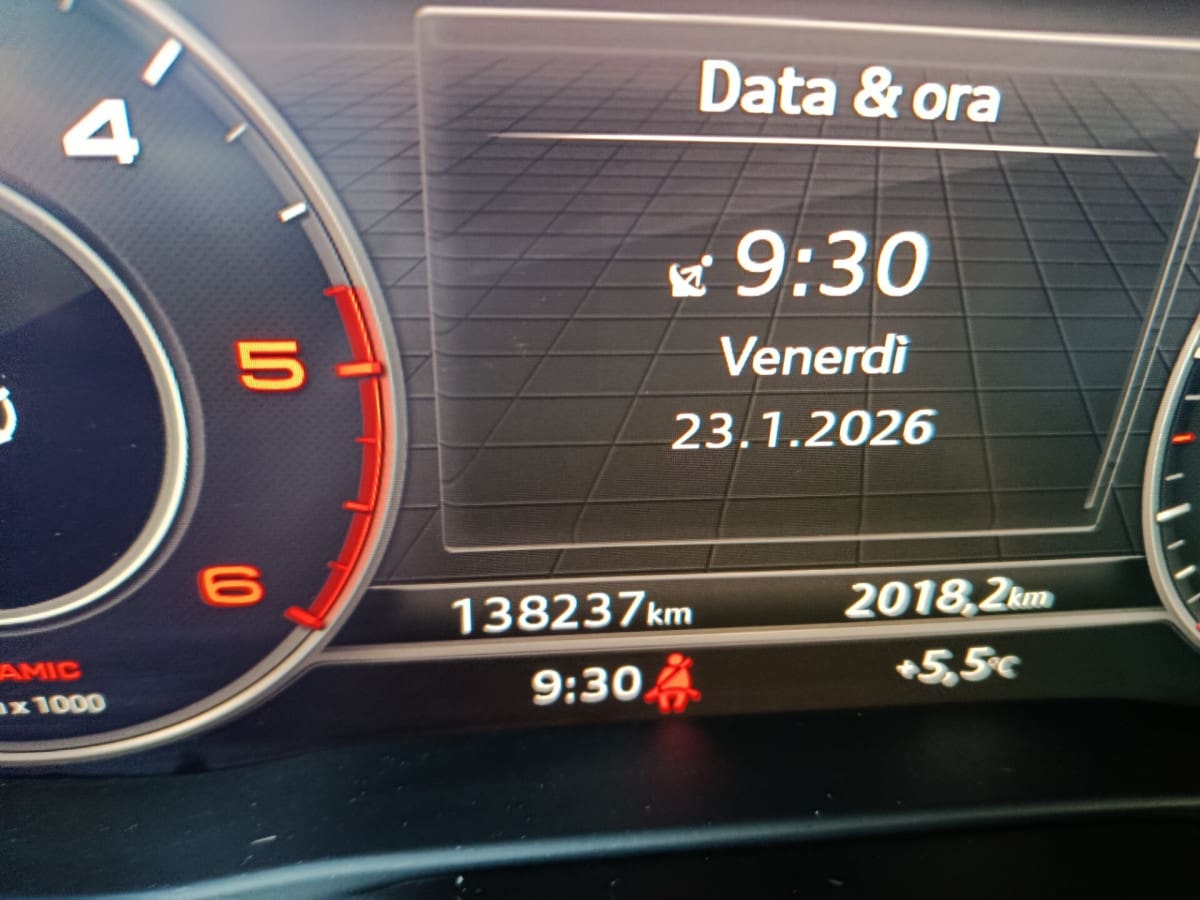 Data & ora
4
9:30
Venerdì
5
23.1.2026
6
138237km
2018,2km
AMIC
x 1000
9:30
+5,5°C